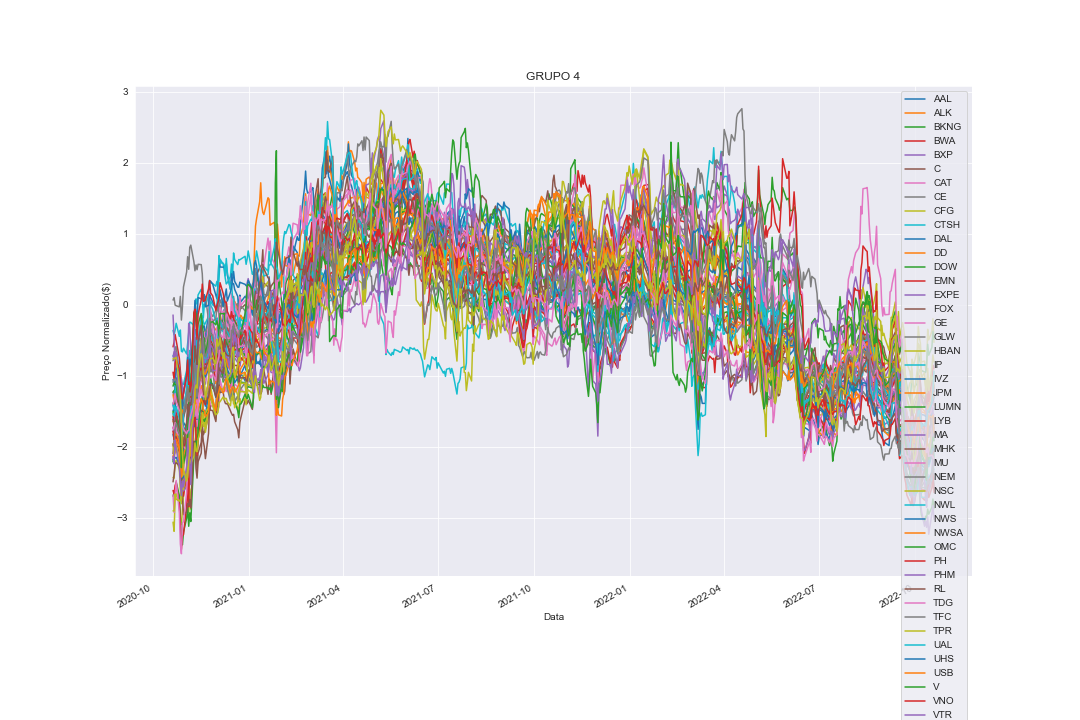 GRUPO 4
3
2
1
0
−1
−2
−3
Preço Normalizado($)
2020-10
2021-01
2021-04
2021-07
2021-10
2022-01
2022-04
2022-07
Data
AAL
ALK
BKNG
BWA
BXP
C
CAT
CE
CFG
CTSH
DAL
DD
DOW
EMN
EXPE
FOX
GE
GLW
HBAN
IP
IVZ
JPM
LUMN
LYB
MA
MHK
MU
NEM
NSC
NWL
NWS
NWSA
OMC
PH
PHM
RL
TDG
TFC
TPR
UAL
UHS
USB
V
VNO
VTR